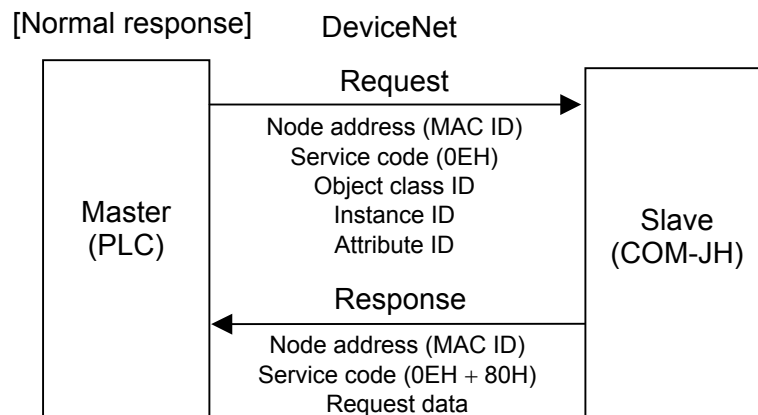 [Normal response]
DeviceNet
Request
Node address (MAC ID)
Service code (0EH)
Object class ID
Instance ID
Attribute ID
Master
(PLC)
Slave
(COM-JH)
Response
Node address (MAC ID)
Service code (0EH + 80H)
Request data